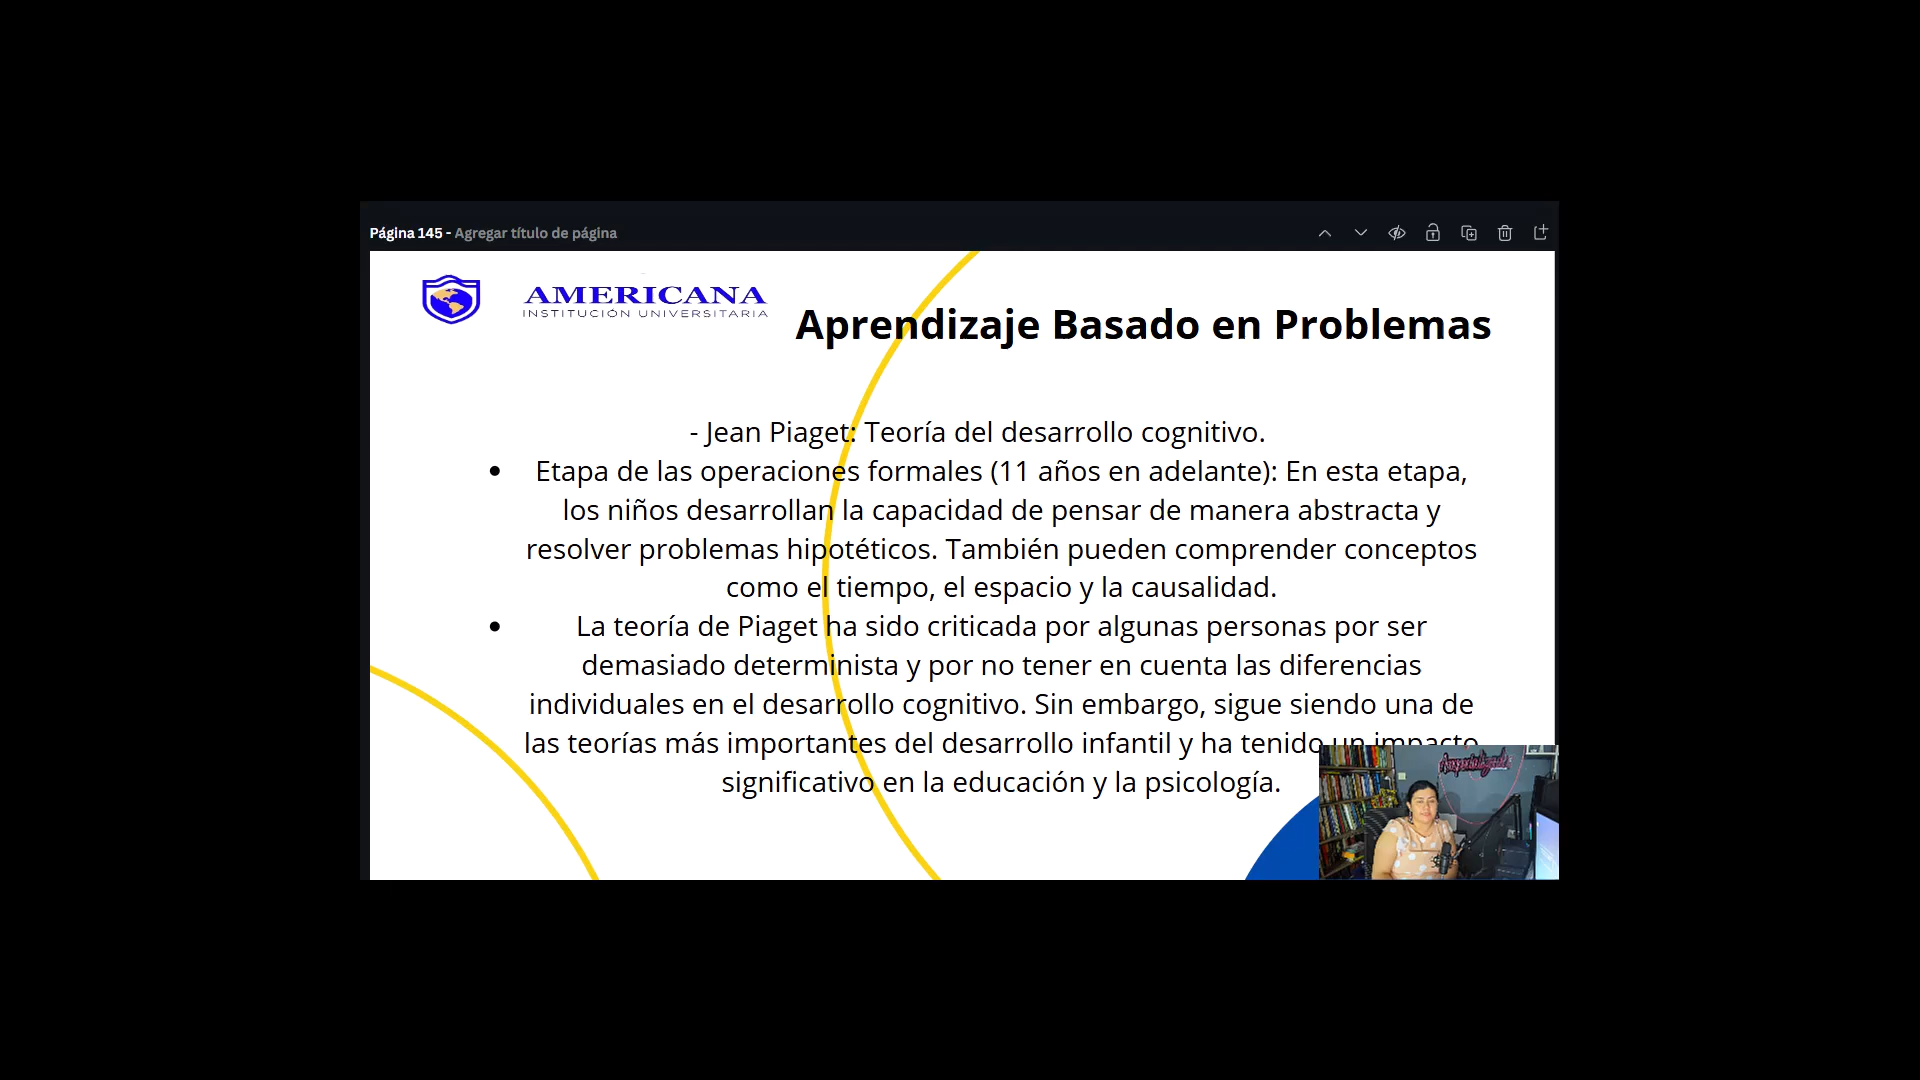 Página 145 - Agregar título de página
AMERICANA
INSTITUCIÓN UNIVERSITARIA
Aprendizaje Basado en Problemas
- Jean Piaget: Teoría del desarrollo cognitivo.
• Etapa de las operaciones formales (11 años en adelante): En esta etapa,
los niños desarrollan la capacidad de pensar de manera abstracta y
resolver problemas hipotéticos. También pueden comprender conceptos
como el tiempo, el espacio y la causalidad.
• La teoría de Piaget ha sido criticada por algunas personas por ser
demasiado determinista y por no tener en cuenta las diferencias
individuales en el desarrollo cognitivo. Sin embargo, sigue siendo una de
las teorías más importantes del desarrollo infantil y ha tenido un impacto
significativo en la educación y la psicología.